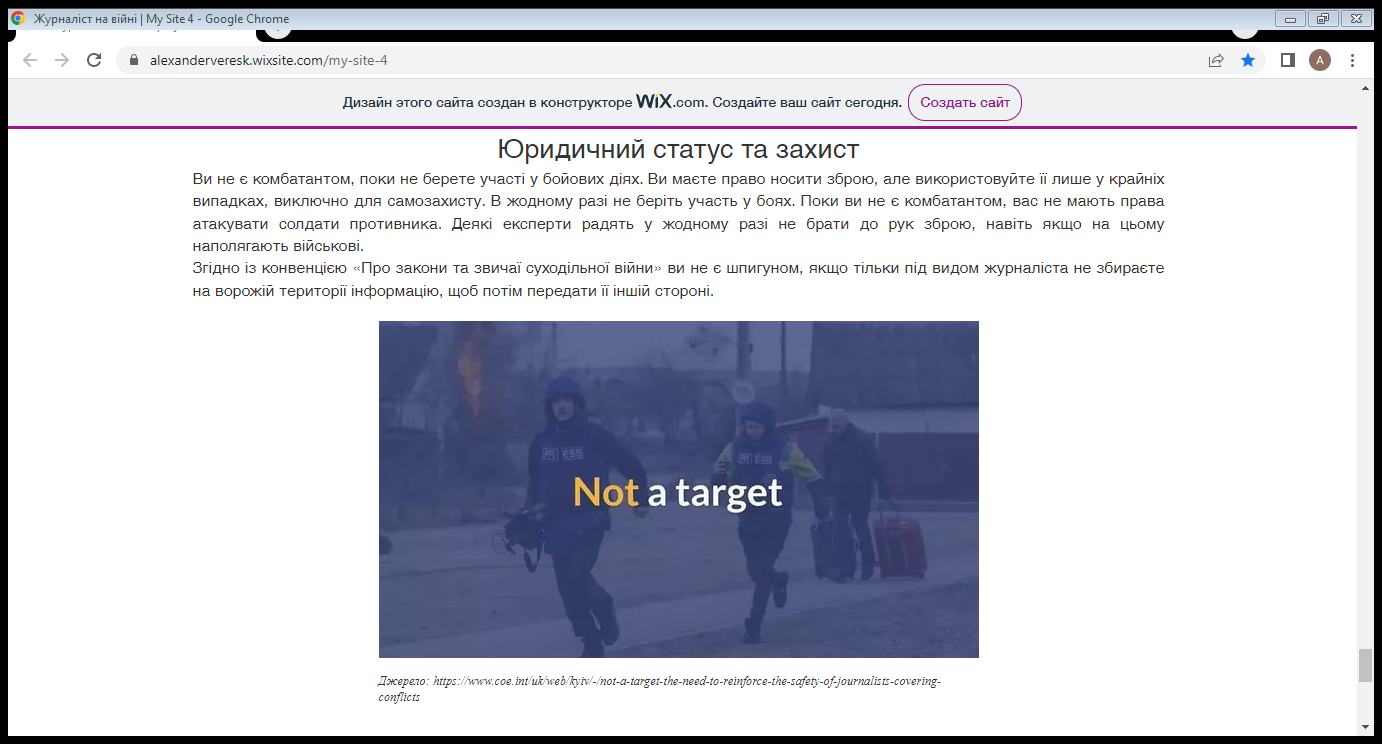 Журналіст на війні | My Site 4 - Google Chrome
alexanderveresk.wixsite.com/my-site-4
A
Дизайн этого сайта создан в конструкторе WiX.com. Создайте ваш сайт сегодня. Создать сайт
Юридичний статус та захист
Ви не є комбатантом, поки не берете участі у бойових діях. Ви маєте право носити зброю, але використовуйте її лише у крайніх
випадках, виключно для самозахисту. В жодному разі не беріть участь у боях. Поки ви не є комбатантом, вас не мають права
атакувати солдати противника. Деякі експерти радять у жодному разі не брати до рук зброю, навіть якщо на цьому
наполягають військові.
Згідно із конвенцією «Про закони та звичаї суходільної війни» ви не є шпигуном, якщо тільки під видом журналіста не збираєте
на ворожій території інформацію, щоб потім передати її іншій стороні.
PR ESS
PRESS
Not a target
Джерело: https://www.coe.int/uk/web/kyiv/-/not-a-target-the-need-to-reinforce-the-safety-of-journalists-covering-
conflicts